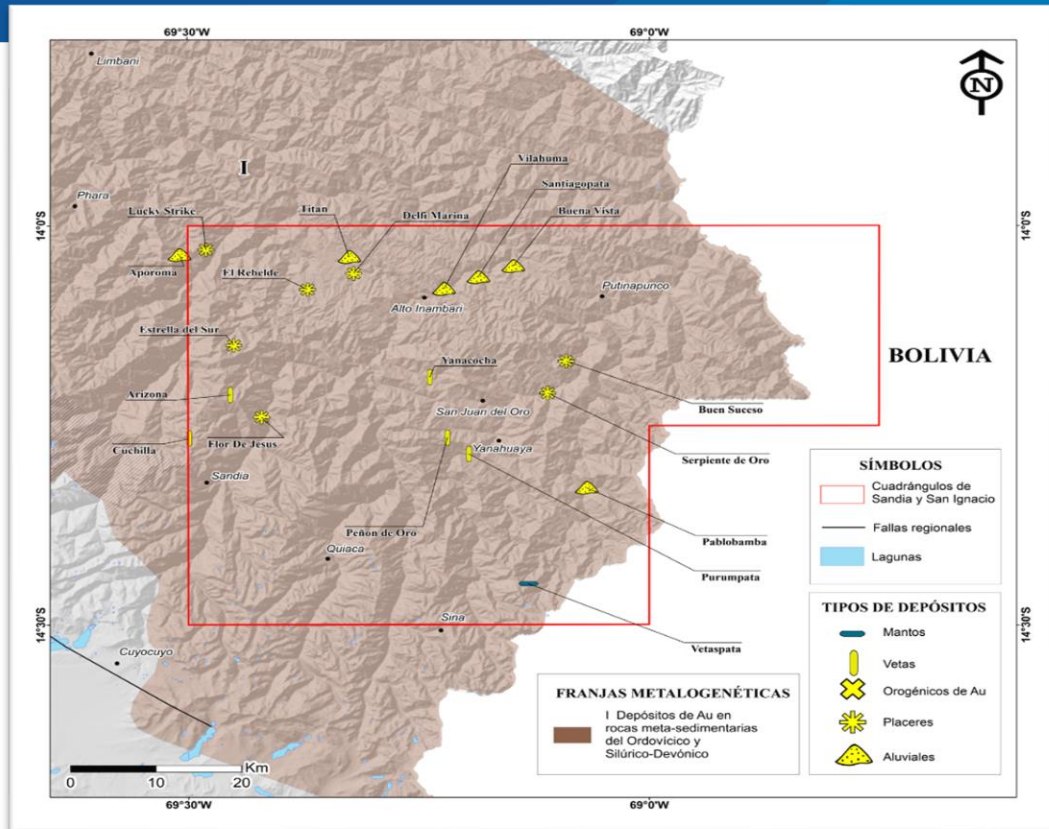 69°30'W
69°0'W
Limbani
N
Vilahuma
I
Santiagopata
Phara
Titan
Buena Vista
Lucky Strike
Delfi Marina
14°0'S
14°0'S
Aporoma
El Rebelde
Putinapunco
Alto Inambari
Estrella del Sur
BOLIVIA
Yanacocha
Arizona
Buen Suceso
San Juan del Oro
Cuchilla
Flor De Jesus
Yanahuaya
Serpiente de Oro
Sandia
Peñon de Oro
Pablobamba
Quiaca
Purumpata
Sina
Vetaspata
14°30'S
14°30'S
Cuyocuyo
SÍMBOLOS
Cuadrángulos de
Sandia y San Ignacio
Fallas regionales
Lagunas
TIPOS DE DEPÓSITOS
Mantos
Vetas
Orogénicos de Au
Placeres
Aluviales
FRANJAS METALOGENÉTICAS
I Depósitos de Au en
rocas meta-sedimentarias
del Ordovícico y
Silúrico-Devónico
Km
0 10 20
69°30'W
69°0'W